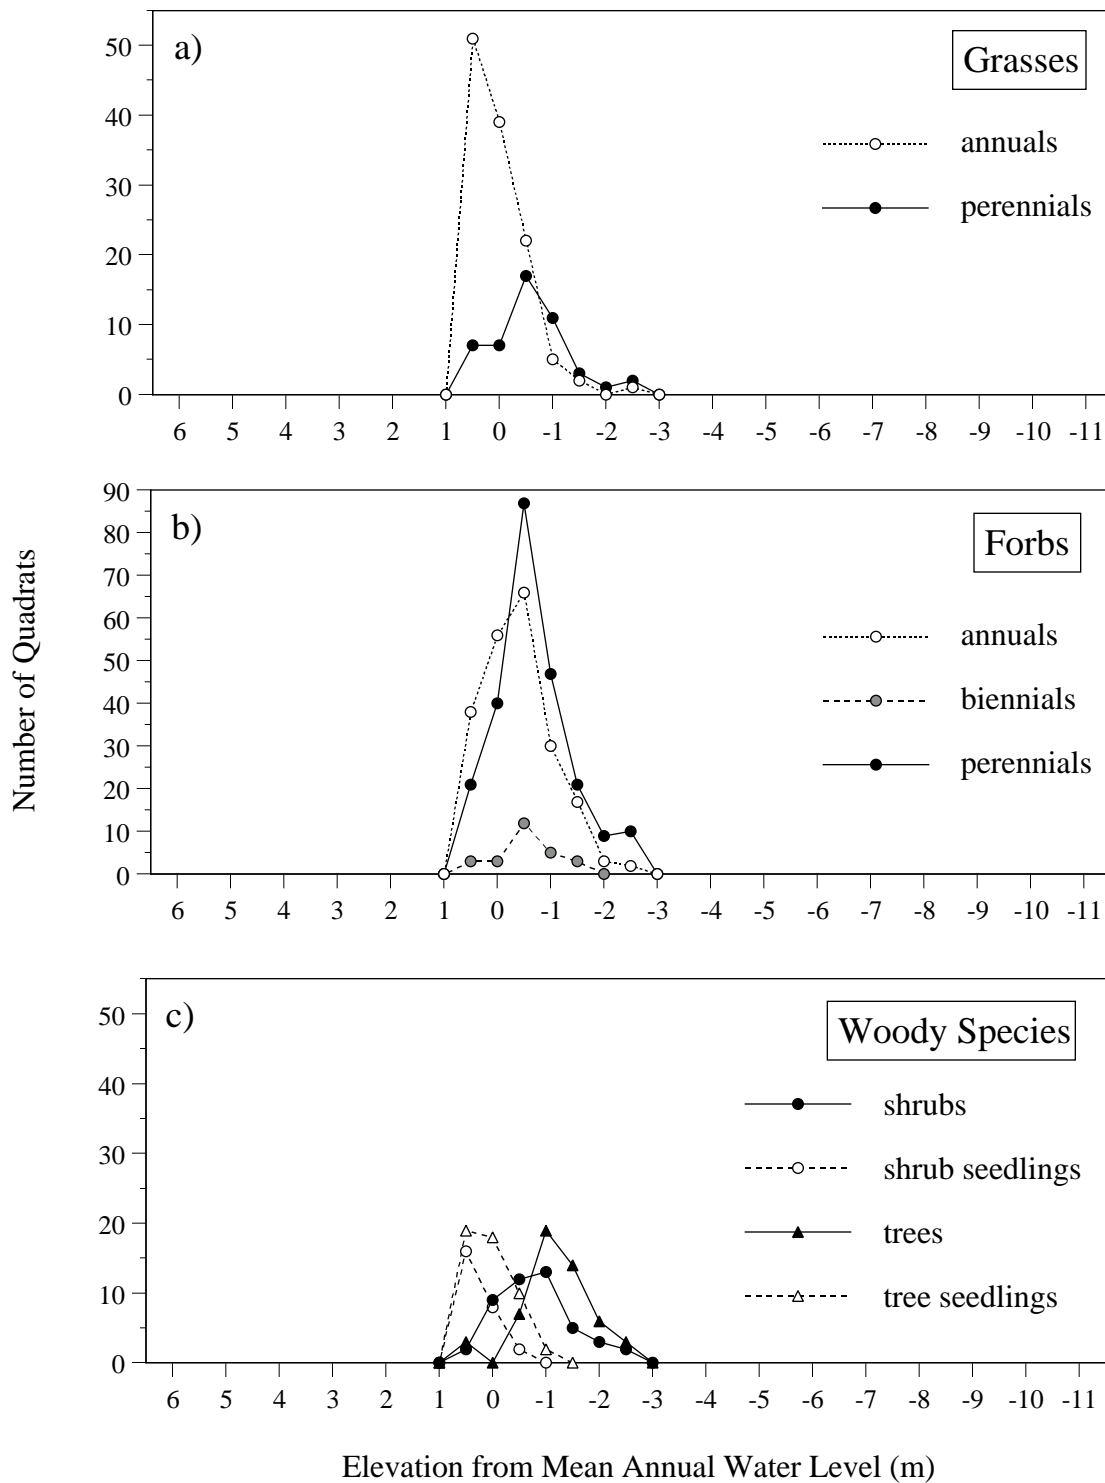 a)
Grasses
annuals
perennials
50
40
30
20
10
0
6 5 4 3 2 1 0 -1 -2 -3 -4 -5 -6 -7 -8 -9 -10 -11
b)
Forbs
annuals
biennials
perennials
90
80
70
60
50
40
30
20
10
0
6 5 4 3 2 1 0 -1 -2 -3 -4 -5 -6 -7 -8 -9 -10 -11
Number of Quadrats
c)
Woody Species
shrubs
shrub seedlings
trees
tree seedlings
50
40
30
20
10
0
6 5 4 3 2 1 0 -1 -2 -3 -4 -5 -6 -7 -8 -9 -10 -11
Elevation from Mean Annual Water Level (m)